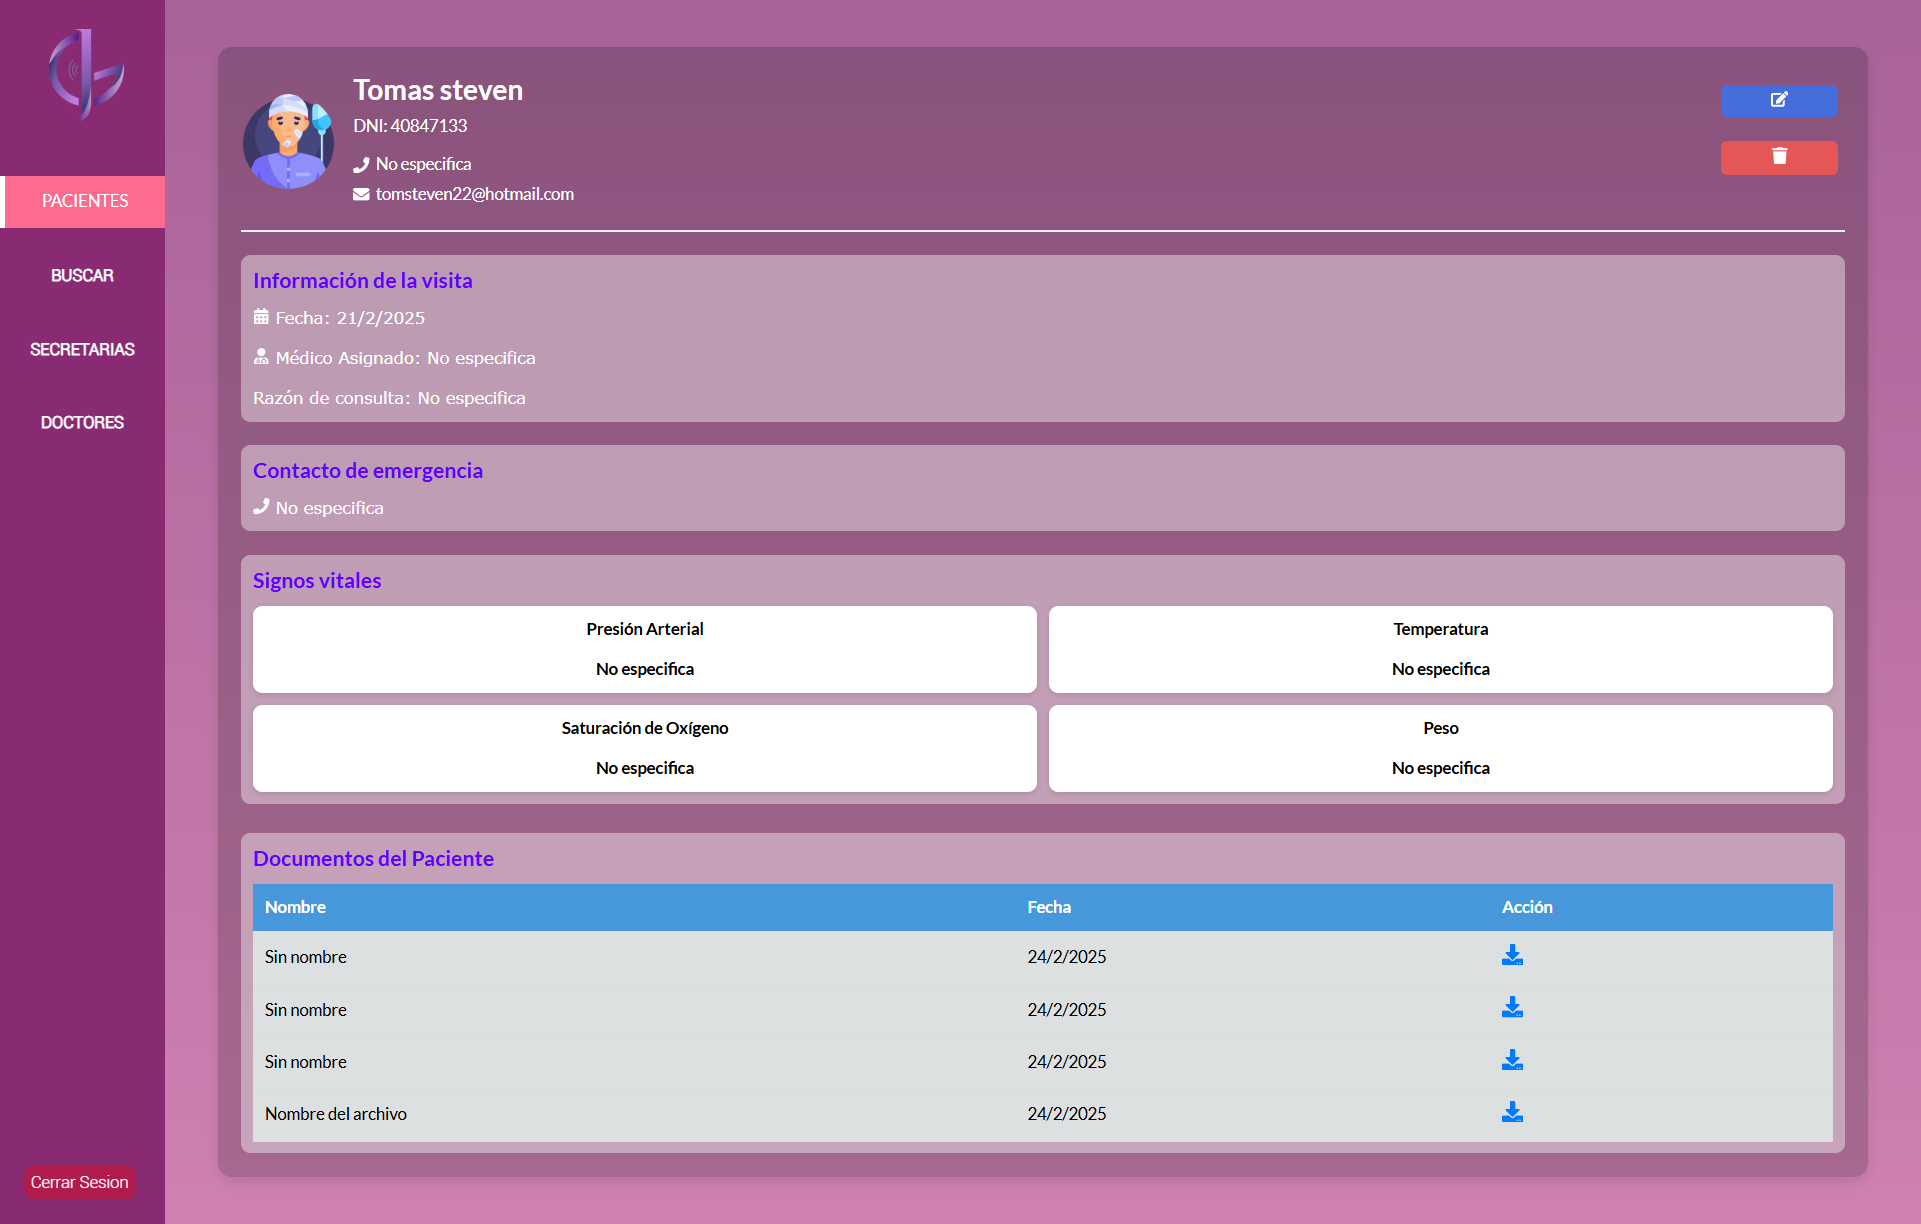 PACIENTES
BUSCAR
SECRETARIAS
DOCTORES
Cerrar Sesion
Tomas steven
DNI: 40847133
No especifica
tomsteven22@hotmail.com
Información de la visita
Fecha: 21/2/2025
Médico Asignado: No especifica
Razón de consulta: No especifica
Contacto de emergencia
No especifica
Signos vitales
Presión Arterial
No especifica
Temperatura
No especifica
Saturación de Oxígeno
No especifica
Peso
No especifica
Documentos del Paciente
Nombre Fecha Acción
Sin nombre 24/2/2025
Sin nombre 24/2/2025
Sin nombre 24/2/2025
Nombre del archivo 24/2/2025